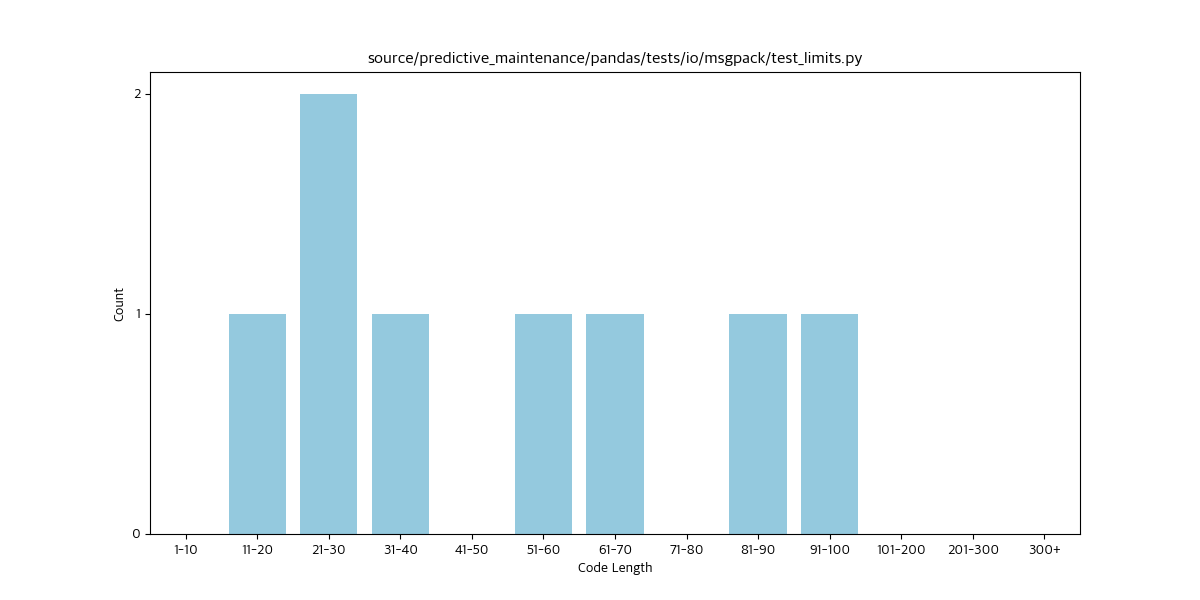 source/predictive_maintenance/pandas/tests/io/msgpack/test_limits.py
2
1
0
Count
1-10 11-20 21-30 31-40 41-50 51-60 61-70 71-80 81-90 91-100 101-200 201-300 300+
Code Length